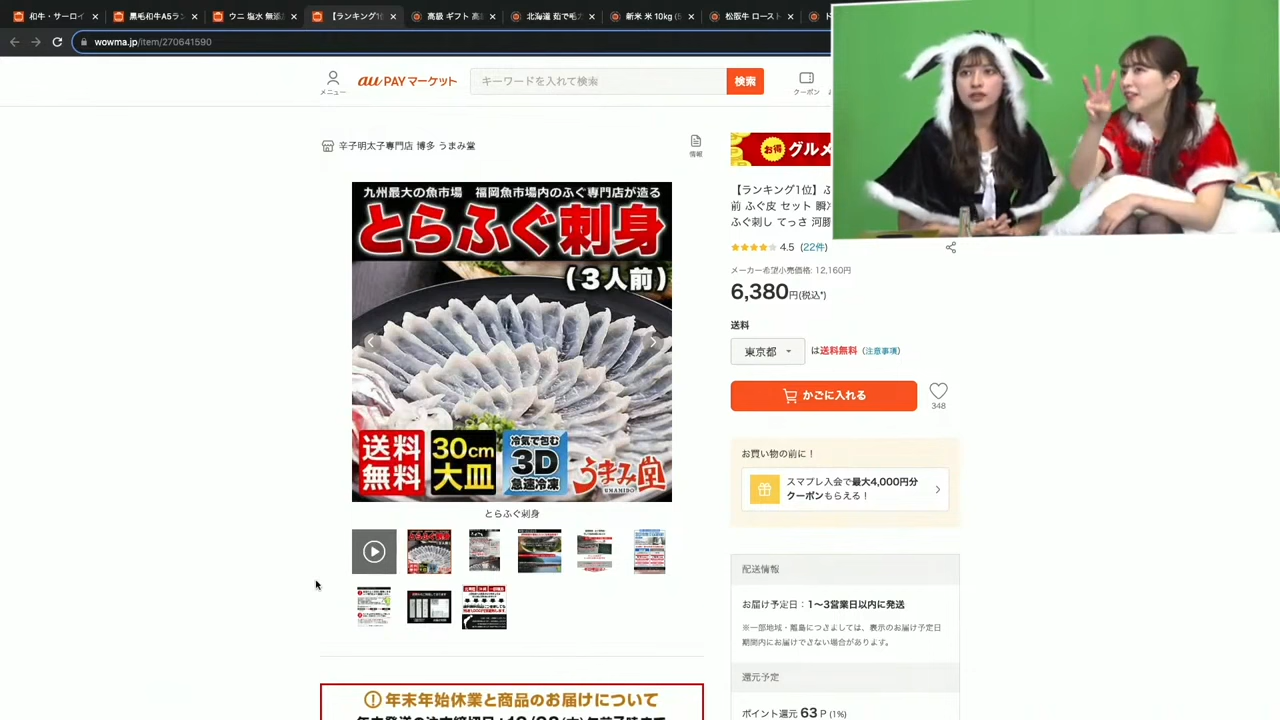 和牛・サーロイ
黒毛和牛A5ラン
ウニ 塩水 無
【ランキング1
高級 ギフト 高
北海道 茹で毛ガ
新米 米 10kg (5
松阪牛 ロースト
wowma.jp/item/270641590
メニュー
au PAY マーケット
キーワードを入れて検索
検索
クーポン
辛子明太子専門店 博多 うまみ堂
情報
九州最大の魚市場 福岡魚市場内のふぐ専門店が造る
とらふぐ刺身
(3人前)
送料
無料
30cm
大皿
冷気で包む
3D
急速冷凍
うまみ堂
UMAMIDO
とらふぐ刺身
お得
グルメ
【ランキング1位】ふ
前 ふぐ皮 セット 瞬
ふぐ刺し てっさ 河豚
4.5 (22件)
メーカー希望小売価格: 12,160円
6,380円(税込*)
送料
東京都
は送料無料 (注意事項)
かごに入れる
348
お買い物の前に！
スマプレ入会で最大4,000円分
クーポンもらえる！
配送情報
お届け予定日：1～3営業日以内に発送
※一部地域・離島につきましては、表示のお届け予定日
期間内にお届けできない場合があります。
還元予定
ポイント還元 63 P (1%)
年末年始休業と商品のお届けについて